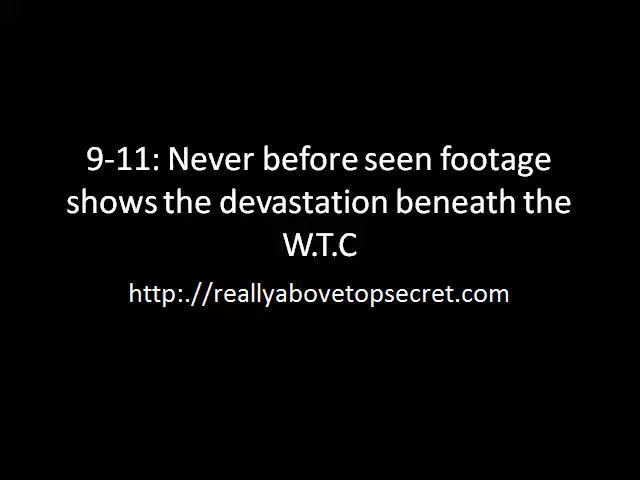 9-11: Never before seen footage
shows the devastation beneath the
W.T.C
http:.//reallyabovetopsecret.com